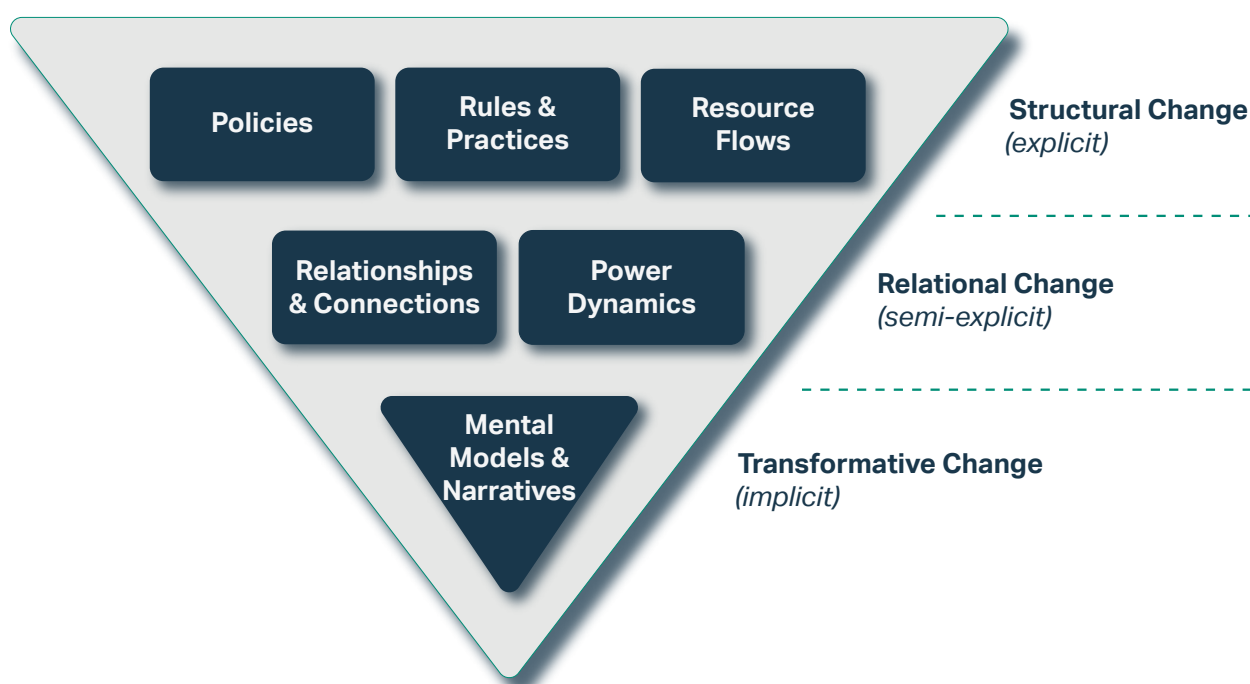 Policies
Rules &
Practices
Resource
Flows
Structural Change
(explicit)
Relationships
& Connections
Power
Dynamics
Relational Change
(semi-explicit)
Mental
Models &
Narratives
Transformative Change
(implicit)